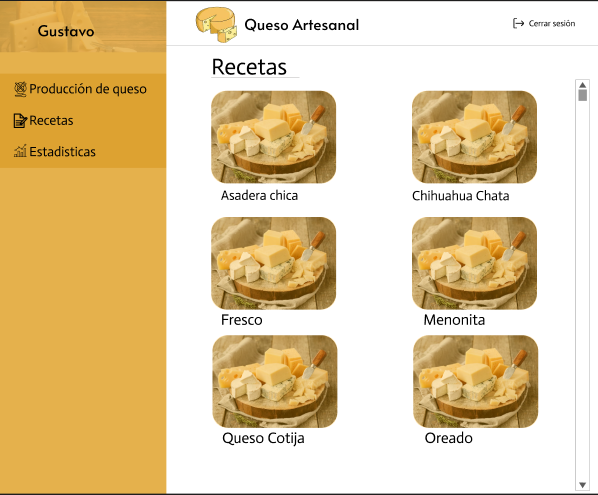 Gustavo
Queso Artesanal
Cerrar sesión
Producción de queso
Recetas
Estadisticas
Recetas
Asadera chica
Chihuahua Chata
Fresco
Menonita
Queso Cotija
Oreado